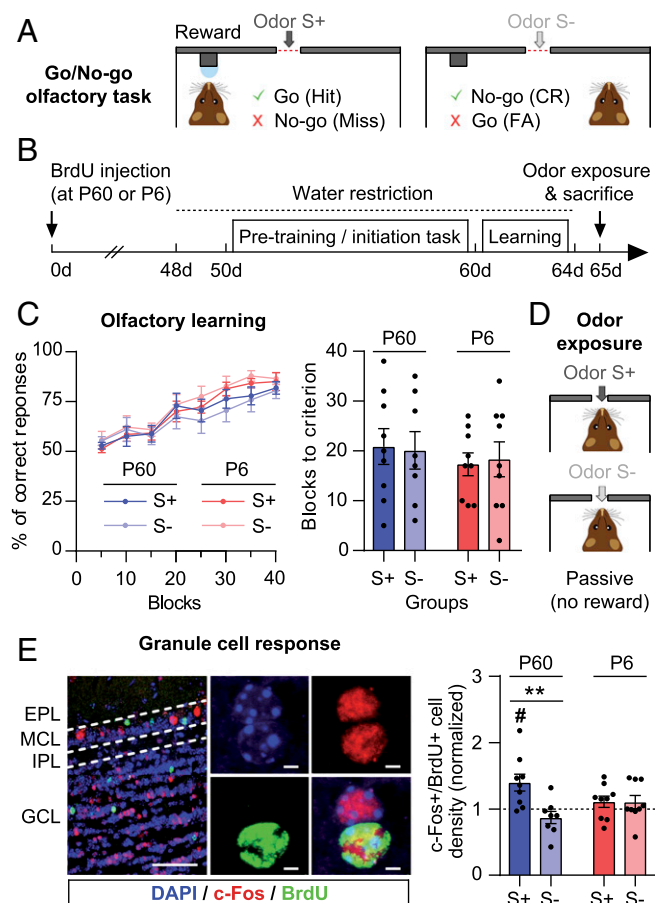 A
Go/No-go
olfactory task
Reward
Odor S+
Go (Hit)
No-go (Miss)
Odor S-
No-go (CR)
Go (FA)
B
BrdU injection
(at P60 or P6)
Water restriction
Odor exposure
& sacrifice
Pre-training / initiation task
Learning
0d
48d
50d
60d
64d
65d
C
Olfactory learning
% of correct reponses
100
75
50
25
0
P60
P6
S+
S+
S-
S-
0
10
20
30
40
Blocks
Blocks to criterion
40
30
20
10
0
P60
P6
S+
S-
S+
S-
Groups
D
Odor
exposure
Odor S+
Odor S-
Passive
(no reward)
E
Granule cell response
EPL
MCL
IPL
GCL
DAPI / c-Fos / BrdU
c-Fos+/BrdU+ cell
density (normalized)
3
2
1
0
P60
P6
**
#
S+
S-
S+
S-